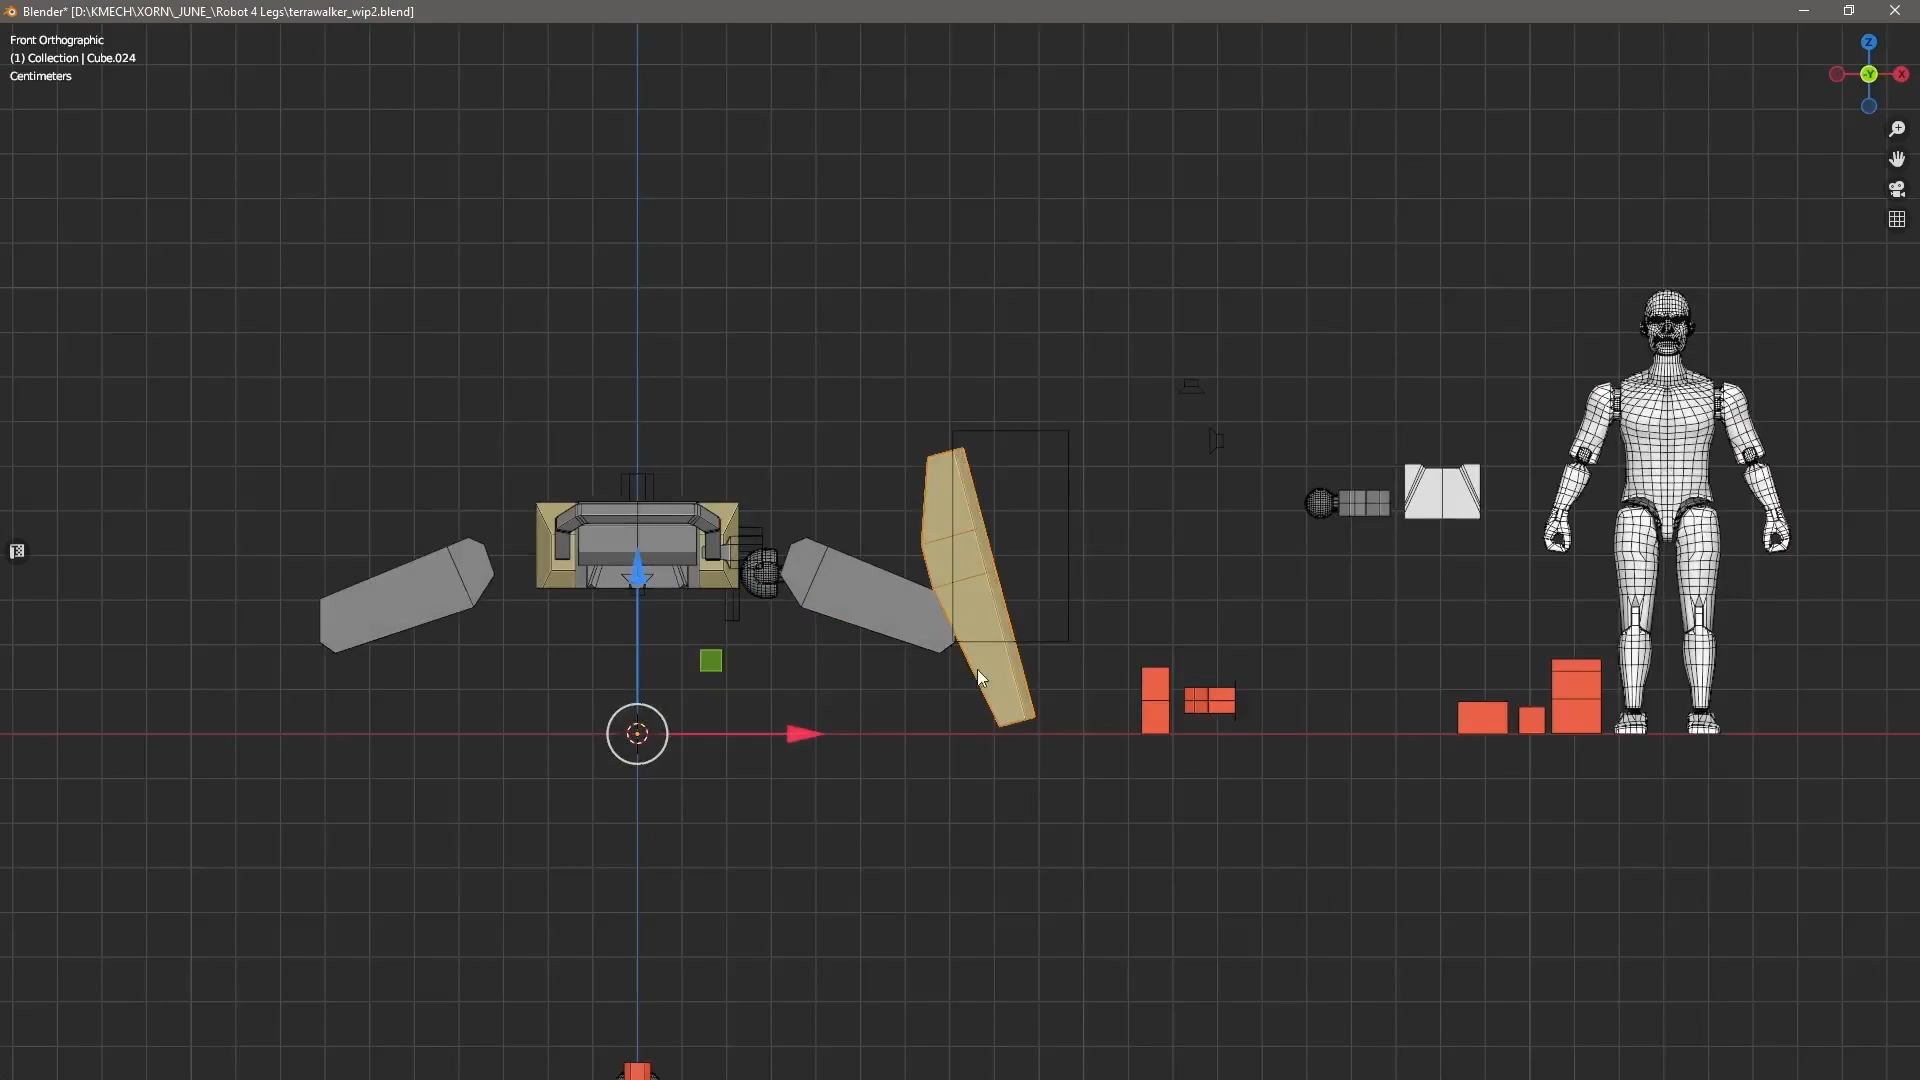 Blender* [D:\KMECH\XORN\_JUNE_\Robot 4 Legs\terrawalker_wip2.blend]
Front Orthographic
(1) Collection | Cube.024
Centimeters
Z
-Y
X